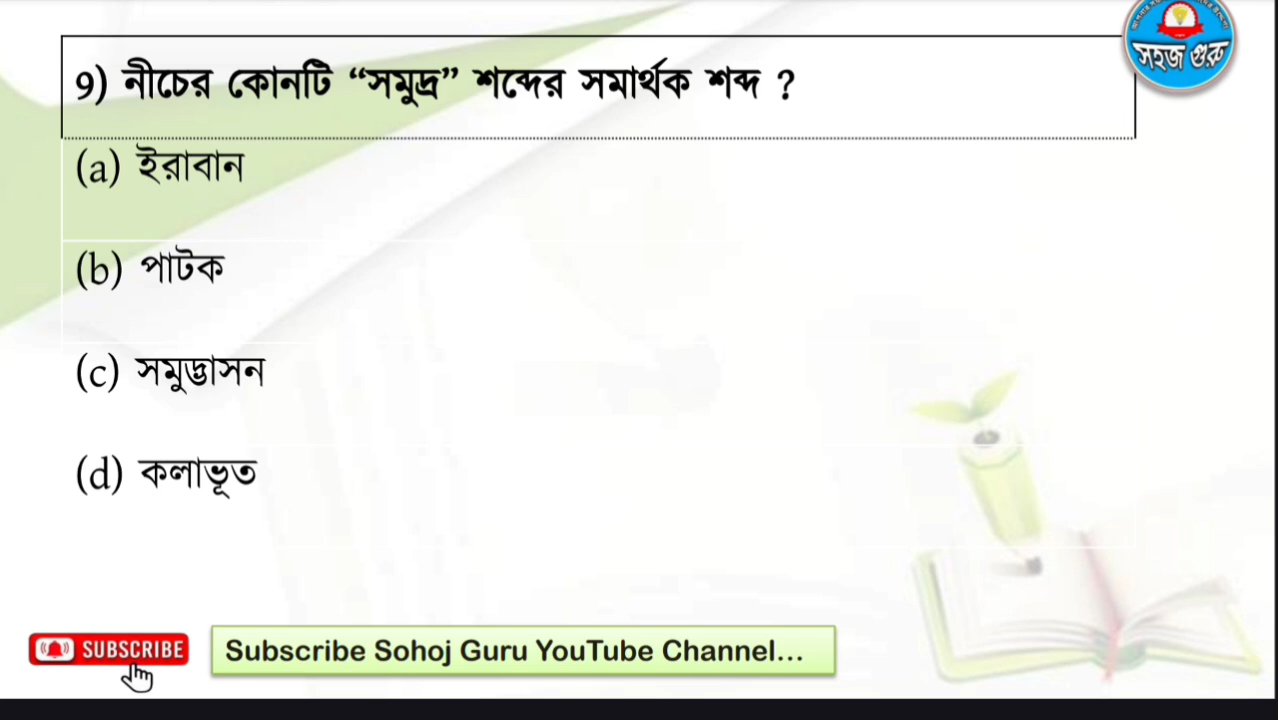 9) নীচের কোনটি “সমুদ্র” শব্দের সমার্থক শব্দ ?
সহজ গুরু
(a) ইরাবান
(b) পাটক
(c) সমুদ্ভাসন
(d) কলাভূত
SUBSCRIBE
Subscribe Sohoj Guru YouTube Channel...